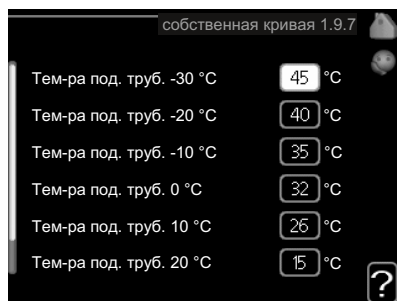 собственная кривая 1.9.7
Тем-ра под. труб. -30 °C 45 °C
Тем-ра под. труб. -20 °C 40 °C
Тем-ра под. труб. -10 °C 35 °C
Тем-ра под. труб. 0 °C 32 °C
Тем-ра под. труб. 10 °C 26 °C
Тем-ра под. труб. 20 °C 15 °C
?